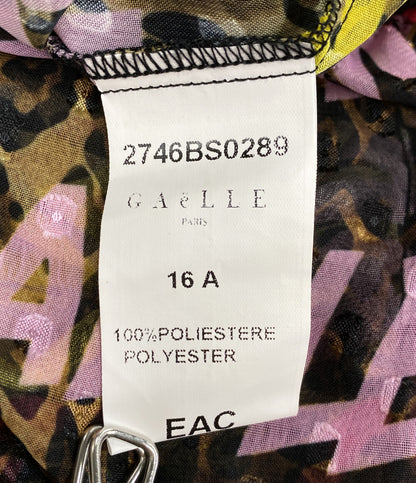 2746BS0289
GAëLLE
PARIS
16 A
100%POLIESTERE
POLYESTER
EAC